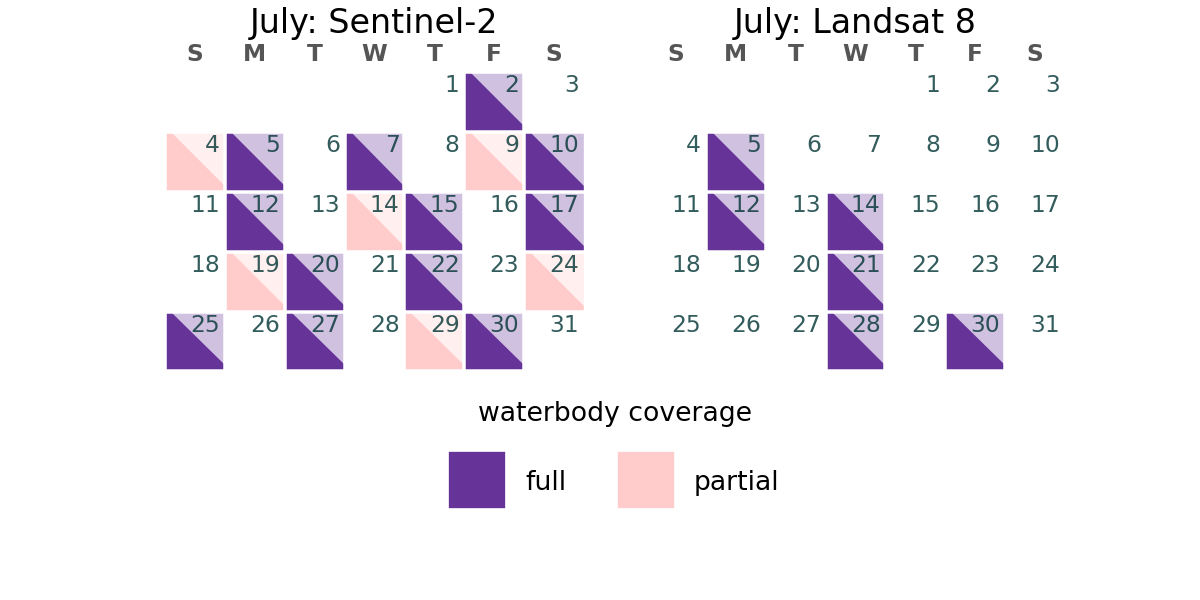 July: Sentinel-2
S M T W T F S
1 2 3
4 5 6 7 8 9 10
11 12 13 14 15 16 17
18 19 20 21 22 23 24
25 26 27 28 29 30 31
July: Landsat 8
S M T W T F S
1 2 3
4 5 6 7 8 9 10
11 12 13 14 15 16 17
18 19 20 21 22 23 24
25 26 27 28 29 30 31
waterbody coverage
full partial